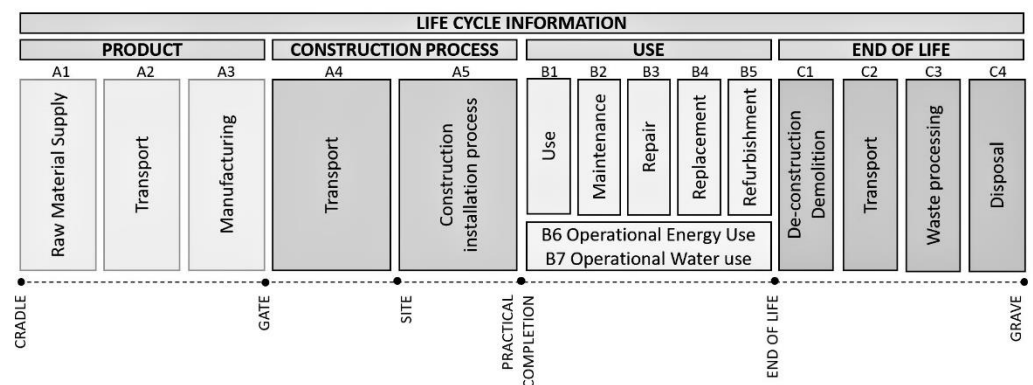 LIFE CYCLE INFORMATION
PRODUCT
CONSTRUCTION PROCESS
USE
END OF LIFE
A1
A2
A3
A4
A5
B1
B2
B3
B4
B5
C1
C2
C3
C4
Raw Material Supply
Transport
Manufacturing
Transport
Construction
installation process
Use
Maintenance
Repair
Replacement
Refurbishment
De-construction
Demolition
Transport
Waste processing
Disposal
B6 Operational Energy Use
B7 Operational Water use
CRADLE
GATE
SITE
PRACTICAL
COMPLETION
END OF LIFE
GRAVE